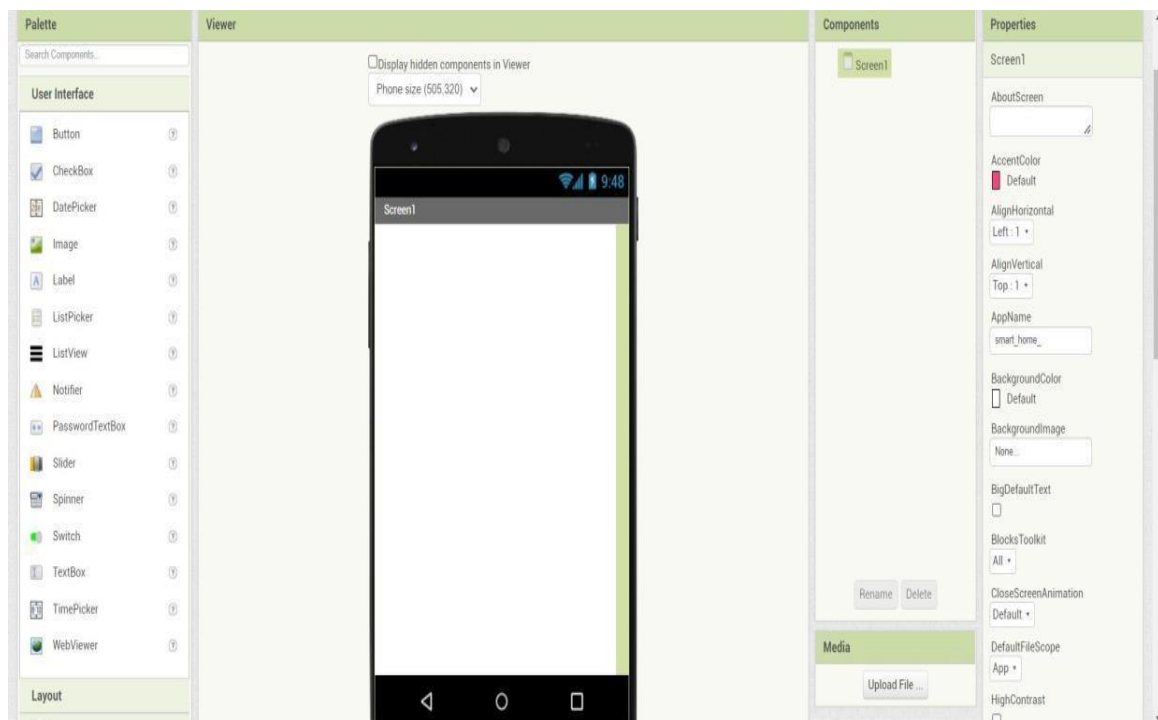 Palette
Search Components...
User Interface
Button
CheckBox
DatePicker
Image
Label
ListPicker
ListView
Notifier
PasswordTextBox
Slider
Spinner
Switch
TextBox
TimePicker
WebViewer
Layout
Viewer
Display hidden components in Viewer
Phone size (505,320)
9:48
Screen1
Components
Screen1
Rename Delete
Media
Upload File ...
Properties
Screen1
AboutScreen
AccentColor
Default
AlignHorizontal
Left : 1
AlignVertical
Top : 1
AppName
smart_home_
BackgroundColor
Default
BackgroundImage
None...
BigDefaultText
BlocksToolkit
All
CloseScreenAnimation
Default
DefaultFileScope
App
HighContrast